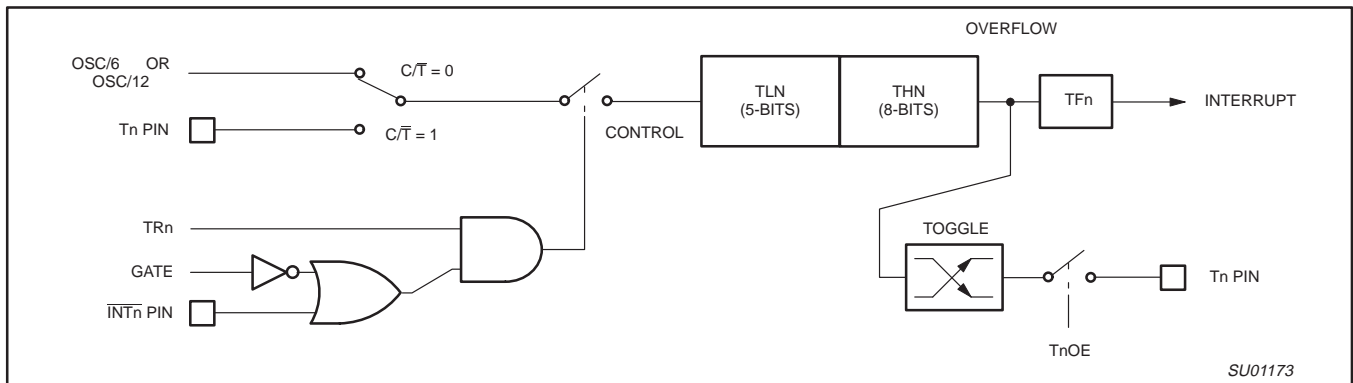 OVERFLOW
OSC/6 OR
OSC/12
C/T̅ = 0
TLN
(5-BITS)
THN
(8-BITS)
TFn
INTERRUPT
Tn PIN
C/T̅ = 1
CONTROL
TRn
TOGGLE
GATE
Tn PIN
I̅N̅T̅n̅ PIN
TnOE
SU01173